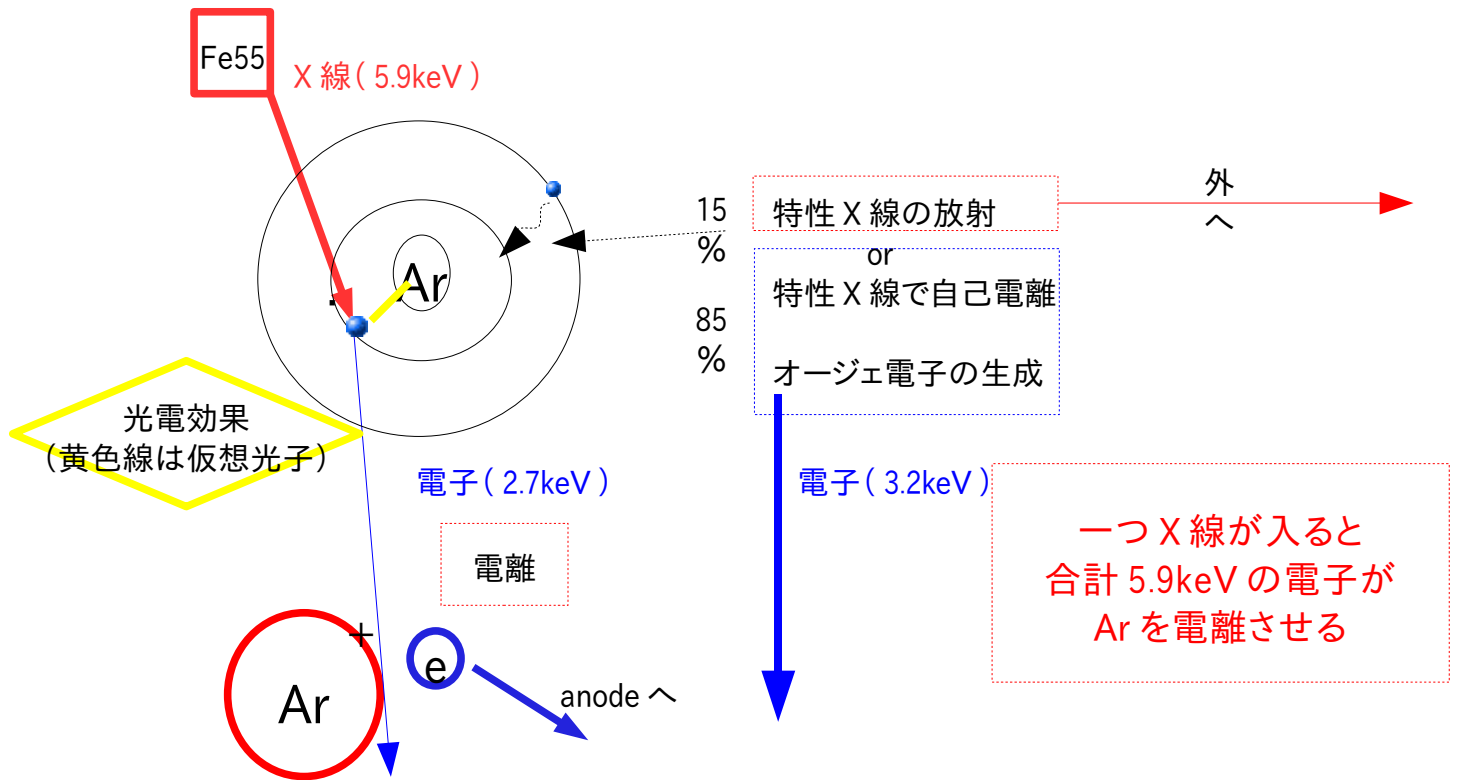 Fe55
X 線( 5.9keV )
Ar
15
%
特性 X 線の放射
外
へ
or
85
%
特性 X 線で自己電離
オージェ電子の生成
光電効果
(黄色線は仮想光子)
電子( 2.7keV )
電子( 3.2keV )
電離
一つ X 線が入ると
合計 5.9keV の電子が
Ar を電離させる
+
Ar
e
anode へ